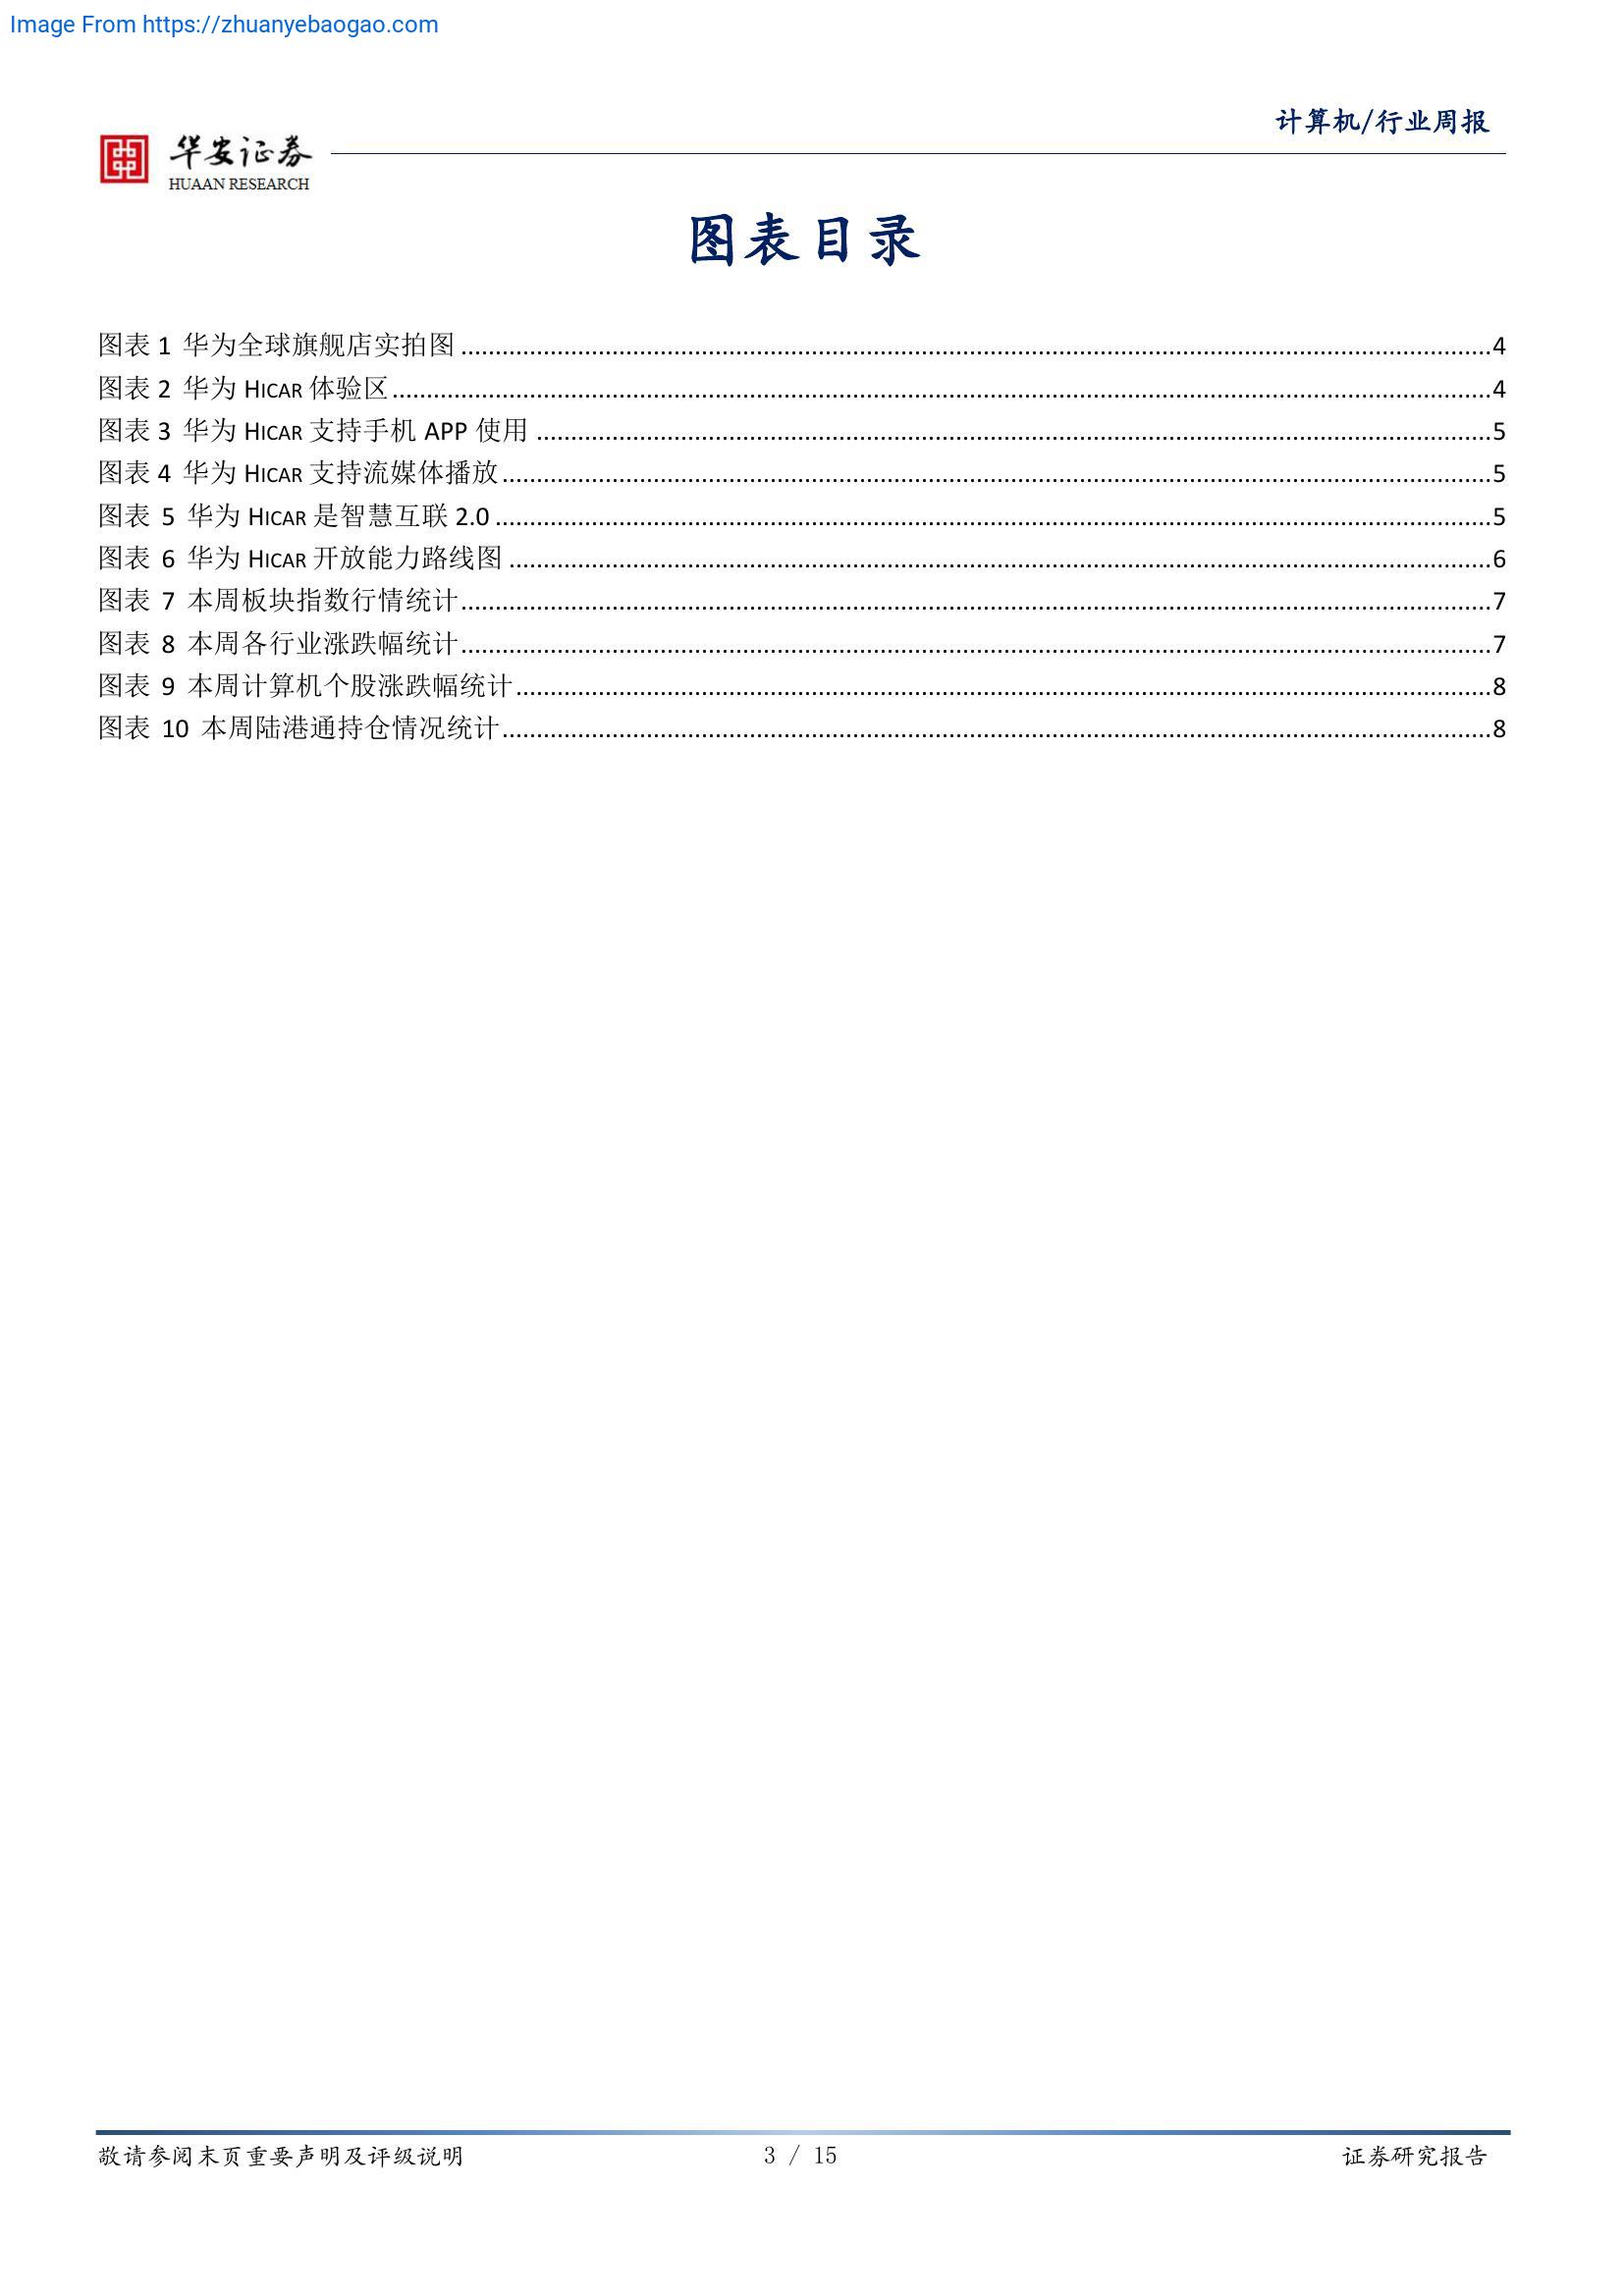 Image From https://zhuanyebaogao.com
计算机/行业周报
华安证券
HUAAN RESEARCH
图表目录
图表 1 华为全球旗舰店实拍图........................4
图表 2 华为 HICAR 体验区........................4
图表 3 华为 HICAR 支持手机 APP 使用........................5
图表 4 华为 HICAR 支持流媒体播放........................5
图表 5 华为 HICAR 是智慧互联 2.0........................5
图表 6 华为 HICAR 开放能力路线图........................6
图表 7 本周板块指数行情统计........................7
图表 8 本周各行业涨跌幅统计........................7
图表 9 本周计算机个股涨跌幅统计........................8
图表 10 本周陆港通持仓情况统计........................8
敬请参阅末页重要声明及评级说明
3 / 15
证券研究报告